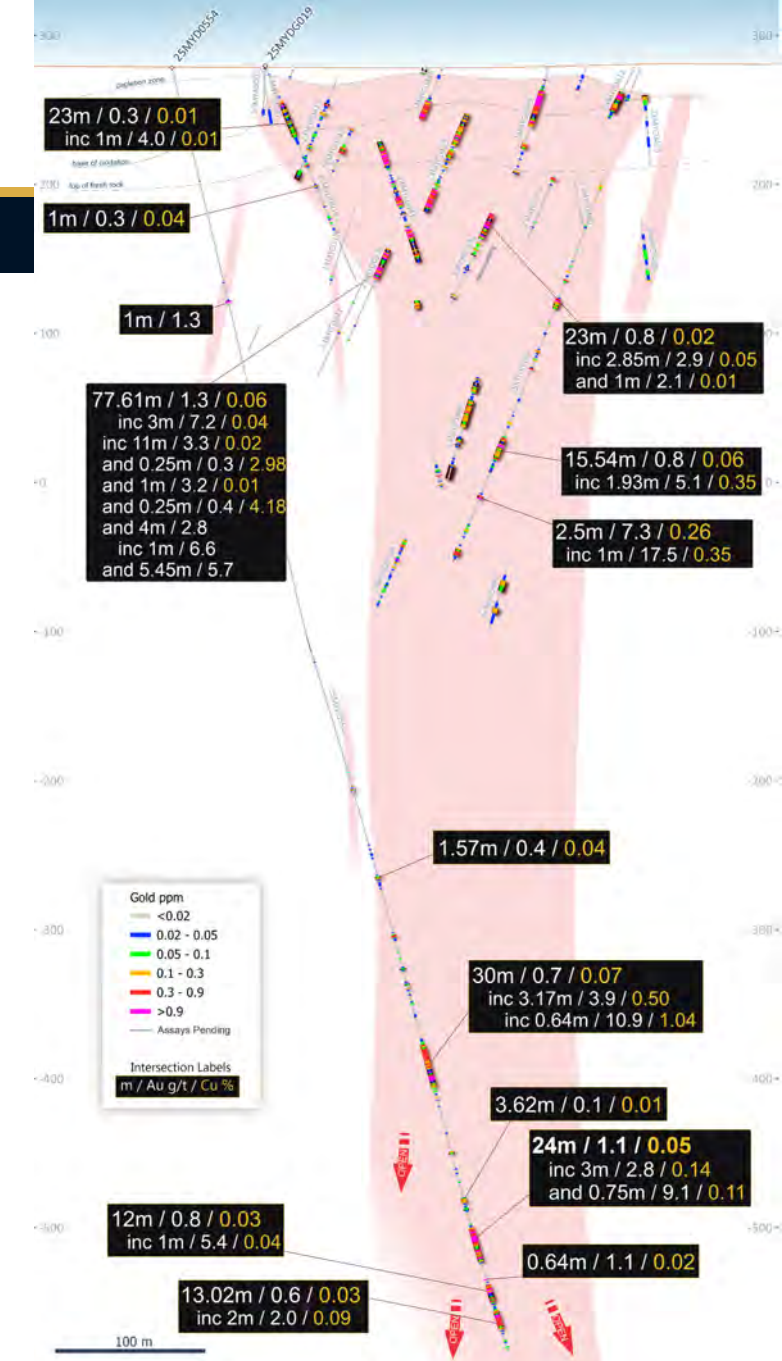 300
300
25MYD0554
25MYDG019
depletion zone
23m / 0.3 / 0.01
inc 1m / 4.0 / 0.01
base of oxidation
200
top of fresh rock
200
1m / 0.3 / 0.04
1m / 1.3
100
100
23m / 0.8 / 0.02
inc 2.85m / 2.9 / 0.05
and 1m / 2.1 / 0.01
77.61m / 1.3 / 0.06
inc 3m / 7.2 / 0.04
inc 11m / 3.3 / 0.02
and 0.25m / 0.3 / 2.98
and 1m / 3.2 / 0.01
and 0.25m / 0.4 / 4.18
and 4m / 2.8
inc 1m / 6.6
and 5.45m / 5.7
15.54m / 0.8 / 0.06
inc 1.93m / 5.1 / 0.35
0
0
2.5m / 7.3 / 0.26
inc 1m / 17.5 / 0.35
-100
-100
-200
-200
1.57m / 0.4 / 0.04
Gold ppm
<0.02
0.02 - 0.05
0.05 - 0.1
0.1 - 0.3
0.3 - 0.9
>0.9
Assays Pending
Intersection Labels
m / Au g/t / Cu %
-300
-300
30m / 0.7 / 0.07
inc 3.17m / 3.9 / 0.50
inc 0.64m / 10.9 / 1.04
-400
-400
3.62m / 0.1 / 0.01
24m / 1.1 / 0.05
inc 3m / 2.8 / 0.14
and 0.75m / 9.1 / 0.11
OPEN
12m / 0.8 / 0.03
inc 1m / 5.4 / 0.04
-500
-500
0.64m / 1.1 / 0.02
13.02m / 0.6 / 0.03
inc 2m / 2.0 / 0.09
OPEN
OPEN
100 m